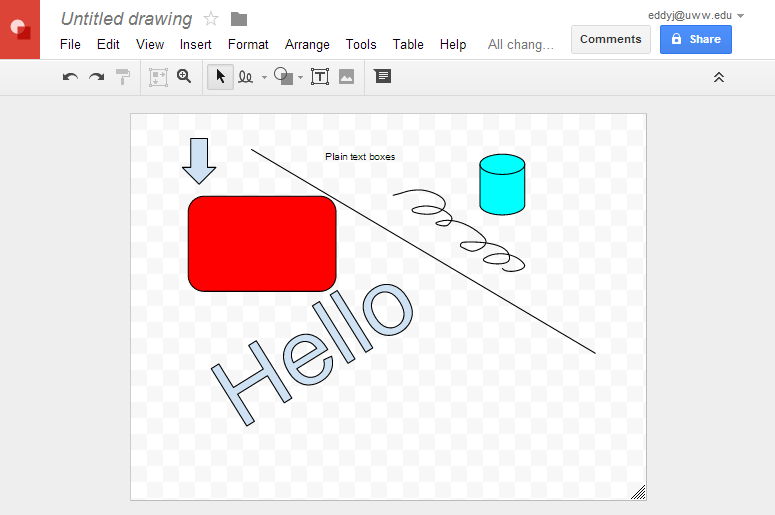 Untitled drawing
eddyj@uww.edu
File Edit View Insert Format Arrange Tools Table Help All chang...
Comments
Share
Plain text boxes
Hello